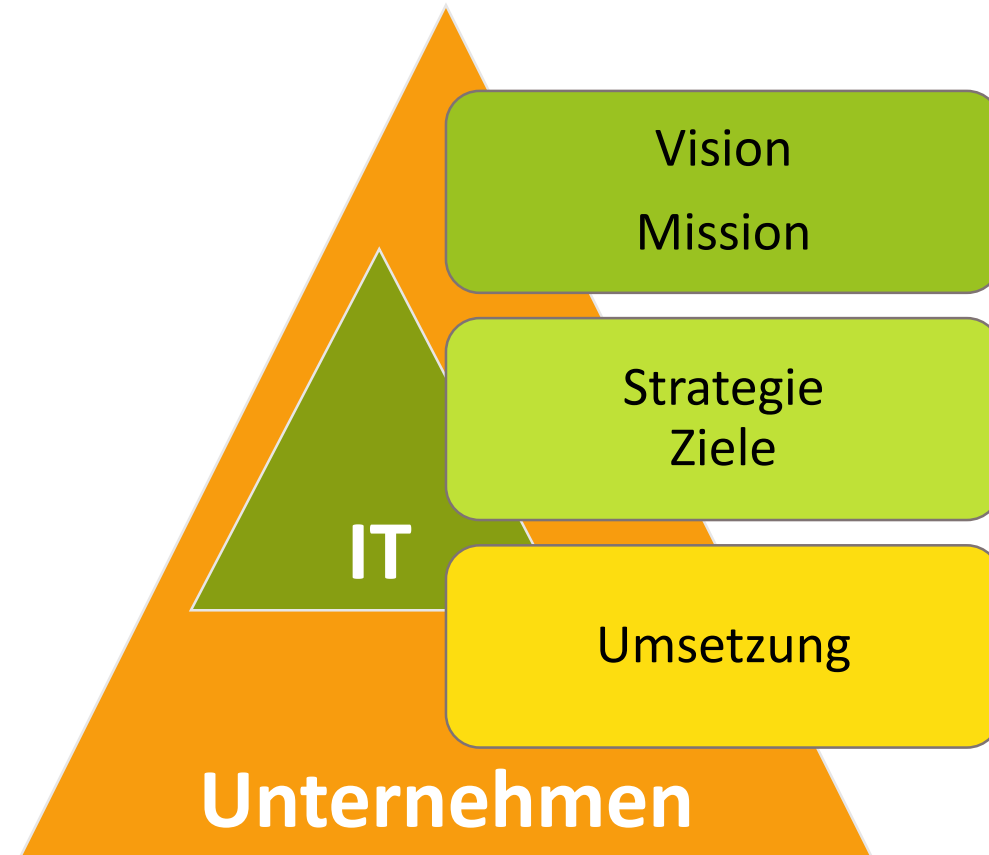 Vision
Mission
Strategie
Ziele
IT
Umsetzung
Unternehmen